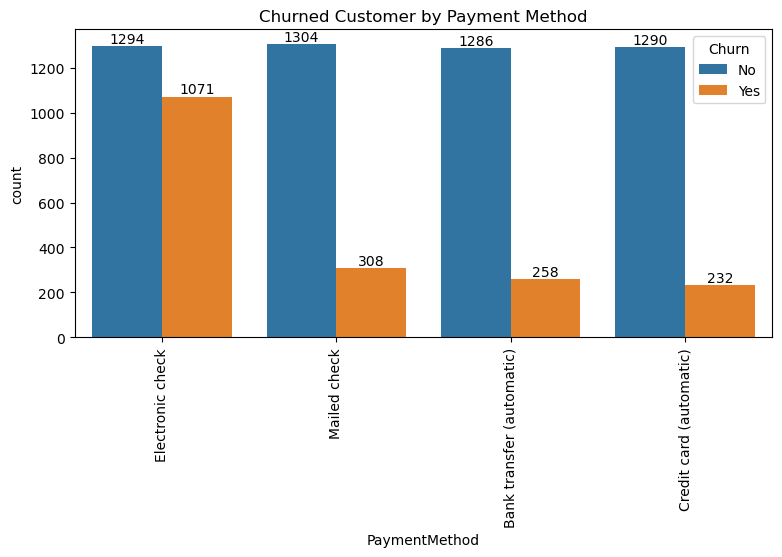 Churned Customer by Payment Method
1294
1304
1286
1290
Churn
No
Yes
1071
308
258
232
1200
1000
800
600
400
200
0
count
Electronic check
Mailed check
Bank transfer (automatic)
Credit card (automatic)
PaymentMethod